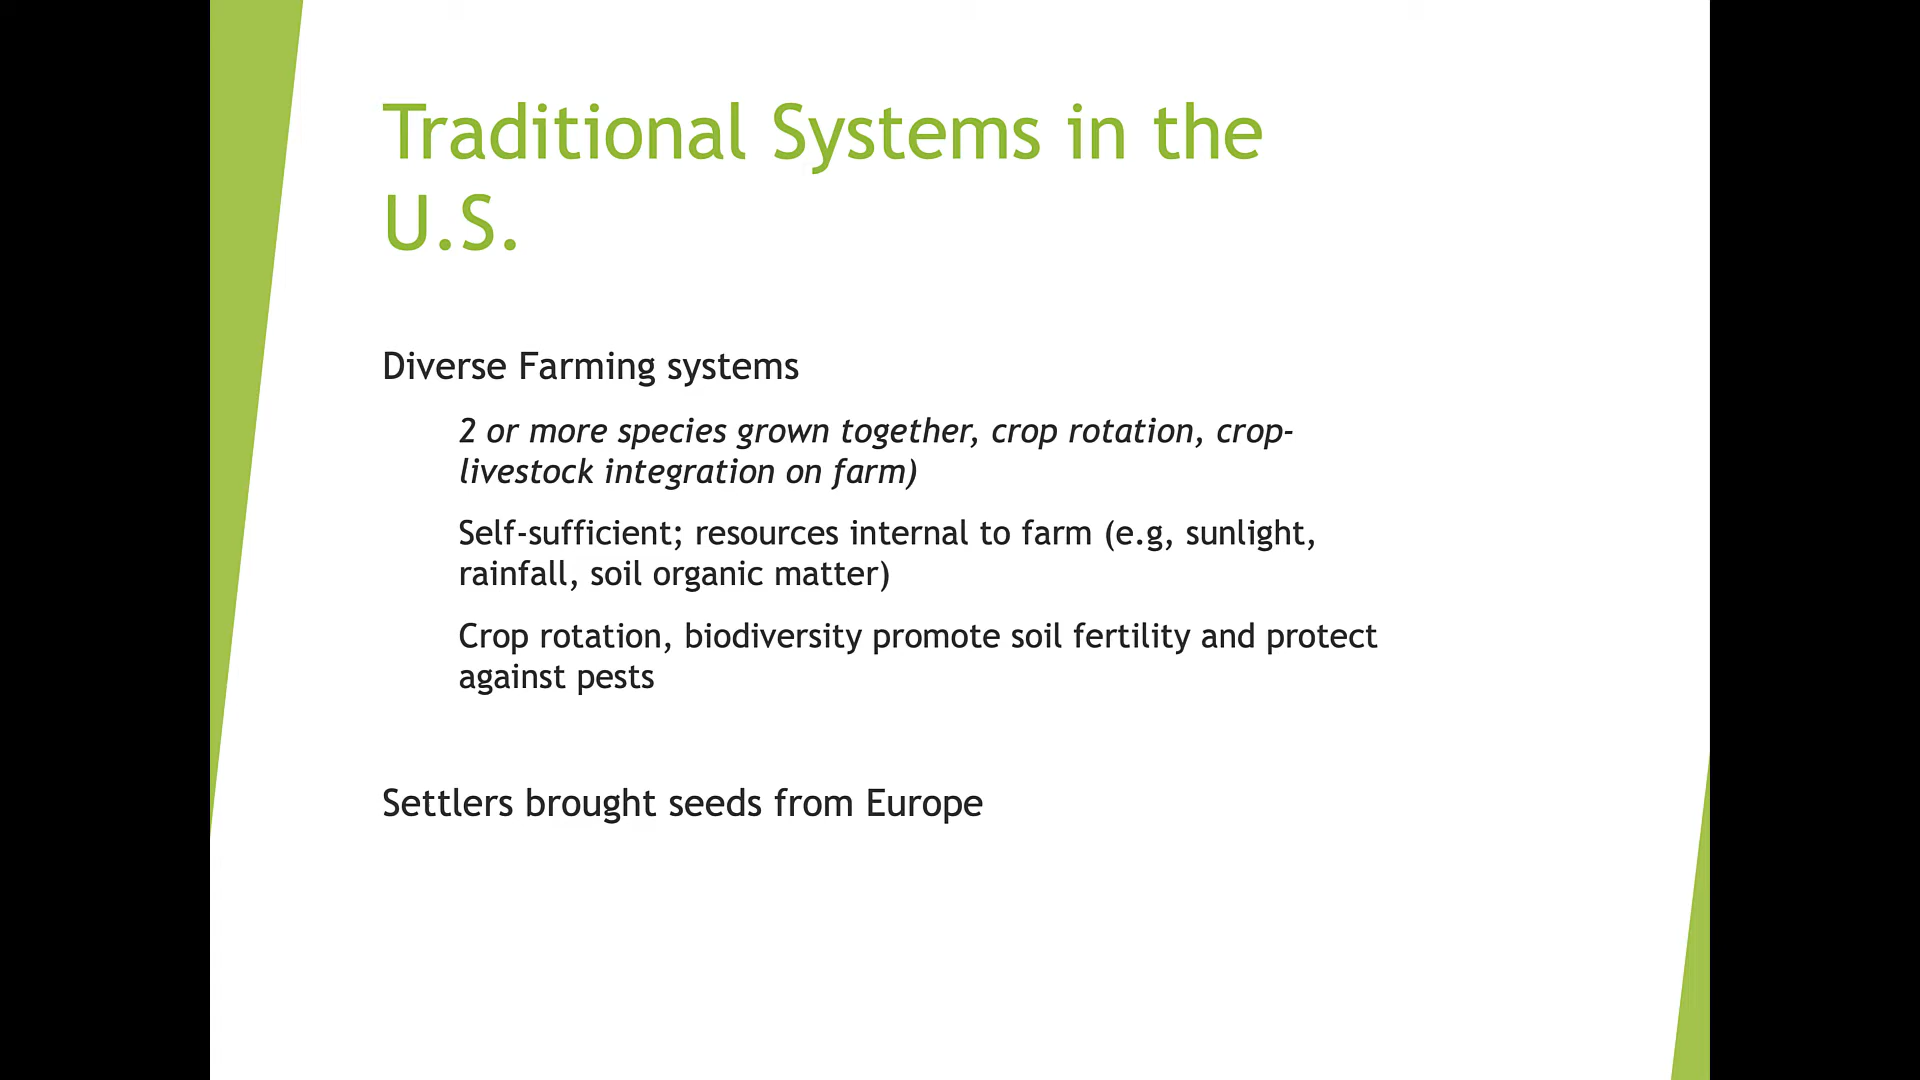 Traditional Systems in the
U.S.
Diverse Farming systems
2 or more species grown together, crop rotation, crop-
livestock integration on farm)
Self-sufficient; resources internal to farm (e.g, sunlight,
rainfall, soil organic matter)
Crop rotation, biodiversity promote soil fertility and protect
against pests
Settlers brought seeds from Europe